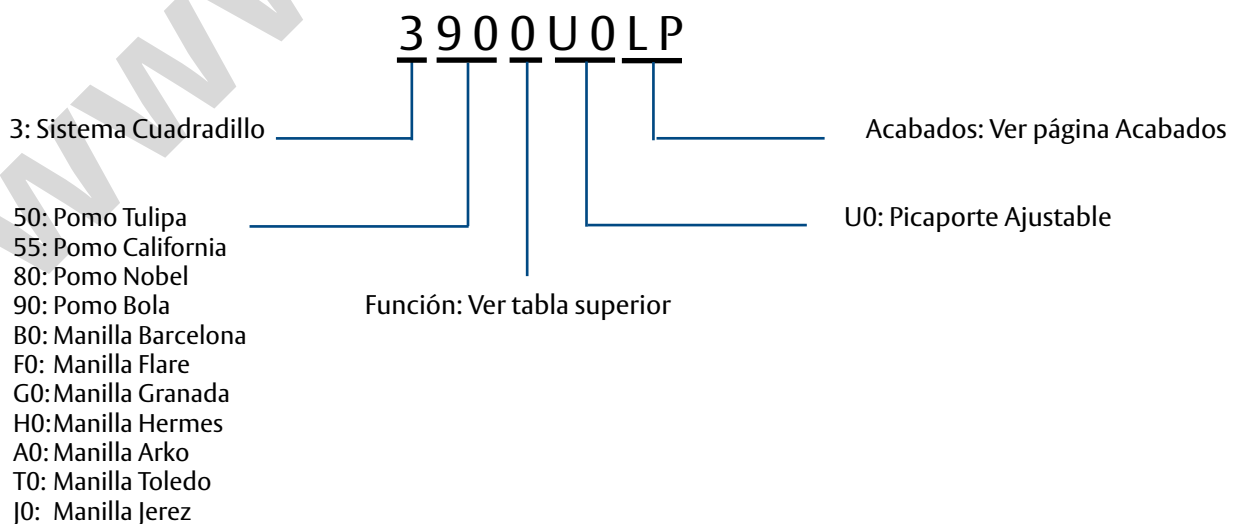 3900U0LP
3: Sistema Cuadradillo
Acabados: Ver página Acabados
50: Pomo Tulipa
55: Pomo California
80: Pomo Nobel
90: Pomo Bola
B0: Manilla Barcelona
F0: Manilla Flare
G0: Manilla Granada
H0: Manilla Hermes
A0: Manilla Arko
T0: Manilla Toledo
J0: Manilla Jerez
Función: Ver tabla superior
U0: Picaporte Ajustable